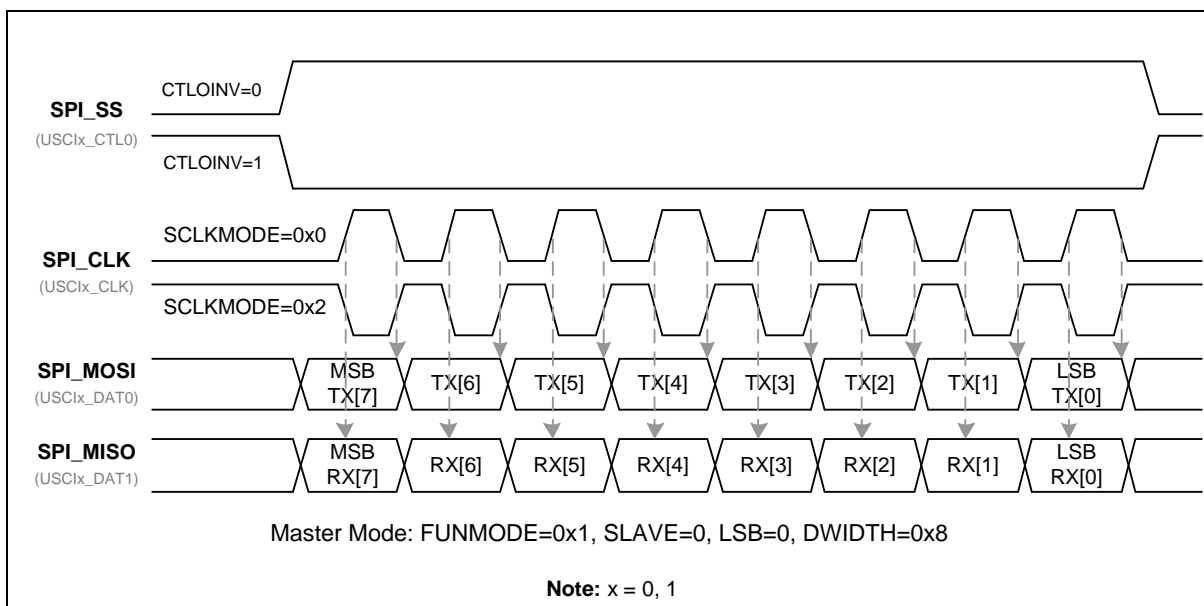 CTLOINV=0
SPI_SS
(USCIx_CTL0)
CTLOINV=1
SCLKMODE=0x0
SPI_CLK
(USCIx_CLK)
SCLKMODE=0x2
SPI_MOSI
(USCIx_DAT0)
MSB TX[7] TX[6] TX[5] TX[4] TX[3] TX[2] TX[1] LSB TX[0]
SPI_MISO
(USCIx_DAT1)
MSB RX[7] RX[6] RX[5] RX[4] RX[3] RX[2] RX[1] LSB RX[0]
Master Mode: FUNMODE=0x1, SLAVE=0, LSB=0, DWIDTH=0x8
Note: x = 0, 1